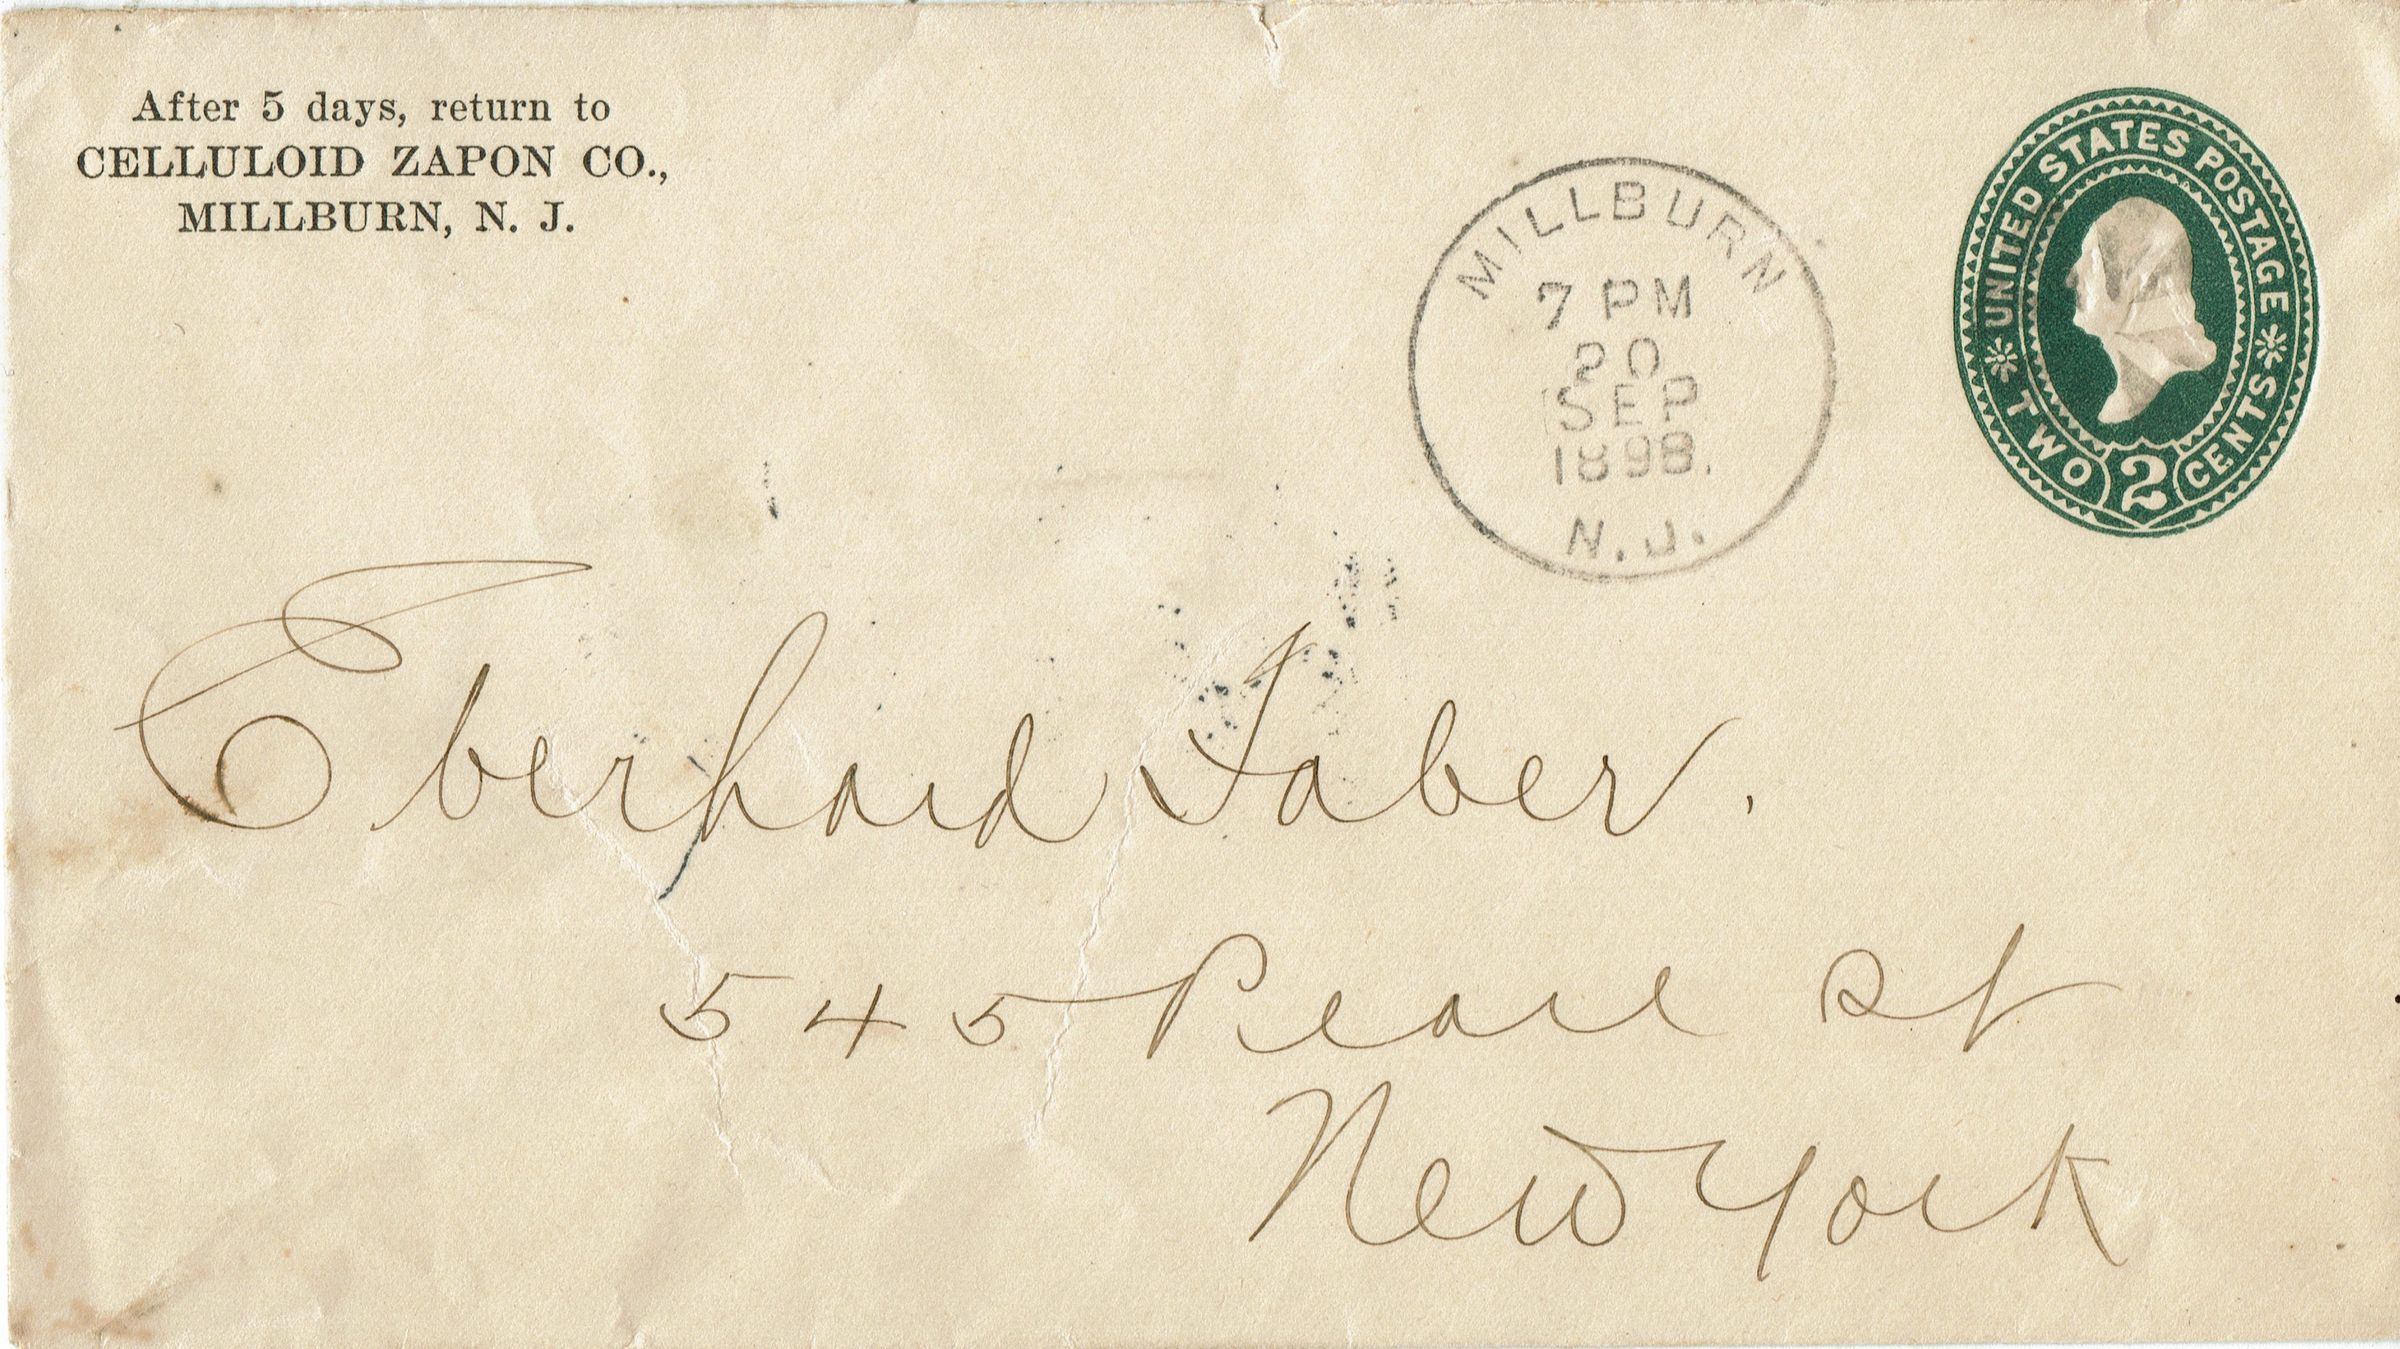 After 5 days, return to
CELLULOID ZAPON CO.,
MILLBURN, N. J.
MILLBURN
7 PM
20
SEP
1898.
N.J.
UNITED STATES POSTAGE
TWO 2 CENTS
Eberhard Faber.
545 Pearl St
New York